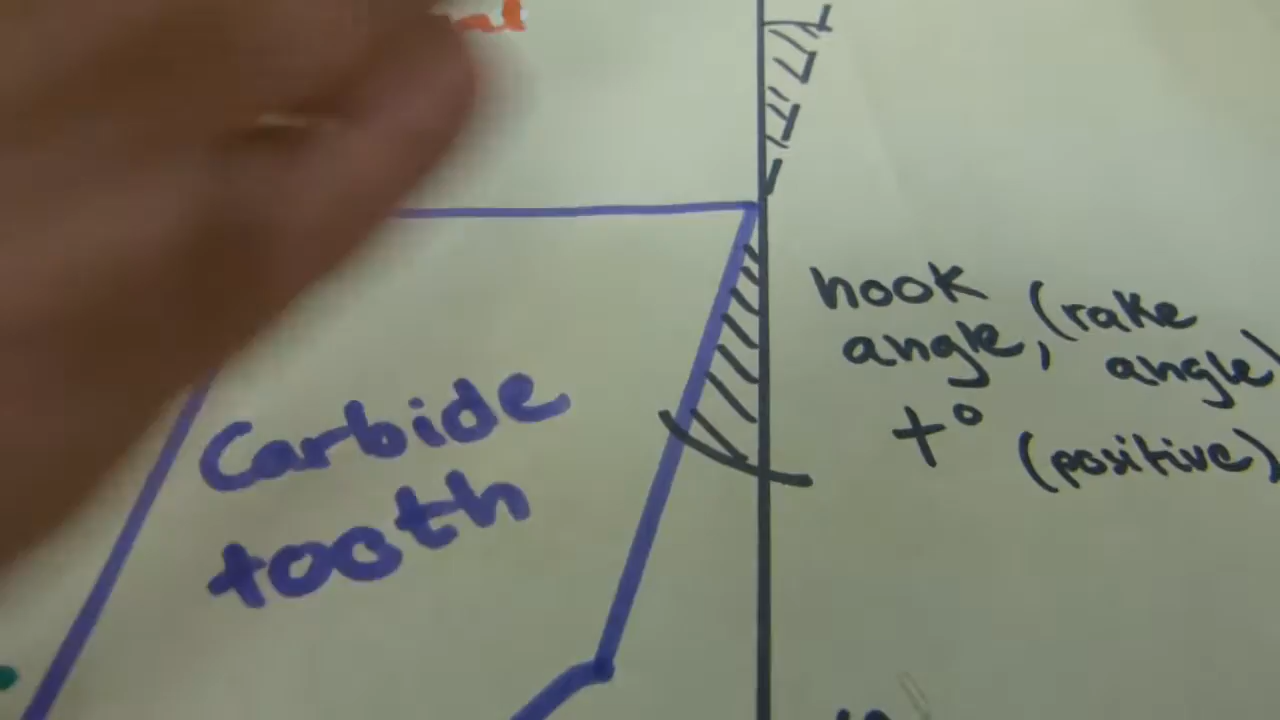 hook
angle, (rake
angle)
+° (positive)
Carbide
tooth